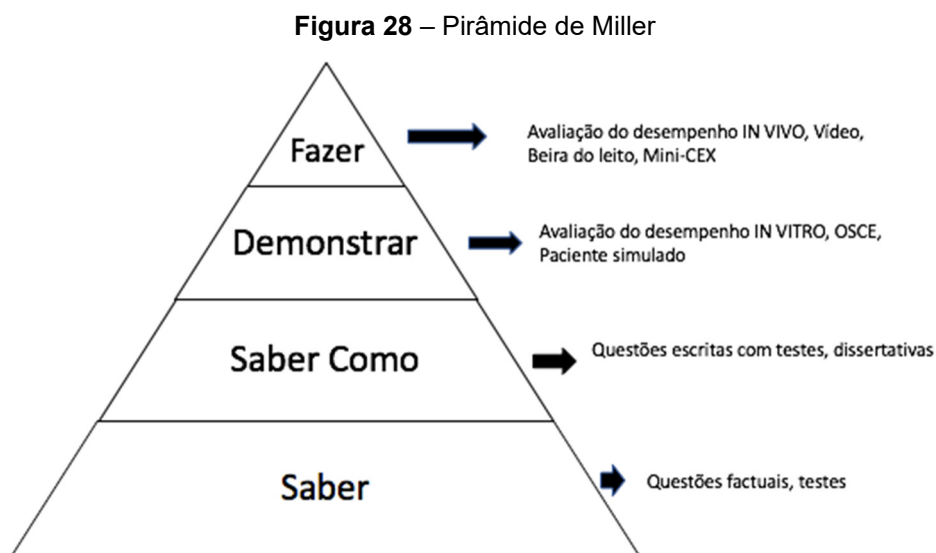 Figura 28 – Pirâmide de Miller
Fazer
Avaliação do desempenho IN VIVO, Vídeo,
Beira do leito, Mini-CEX
Demonstrar
Avaliação do desempenho IN VITRO, OSCE,
Paciente simulado
Saber Como
Questões escritas com testes, dissertativas
Saber
Questões factuais, testes